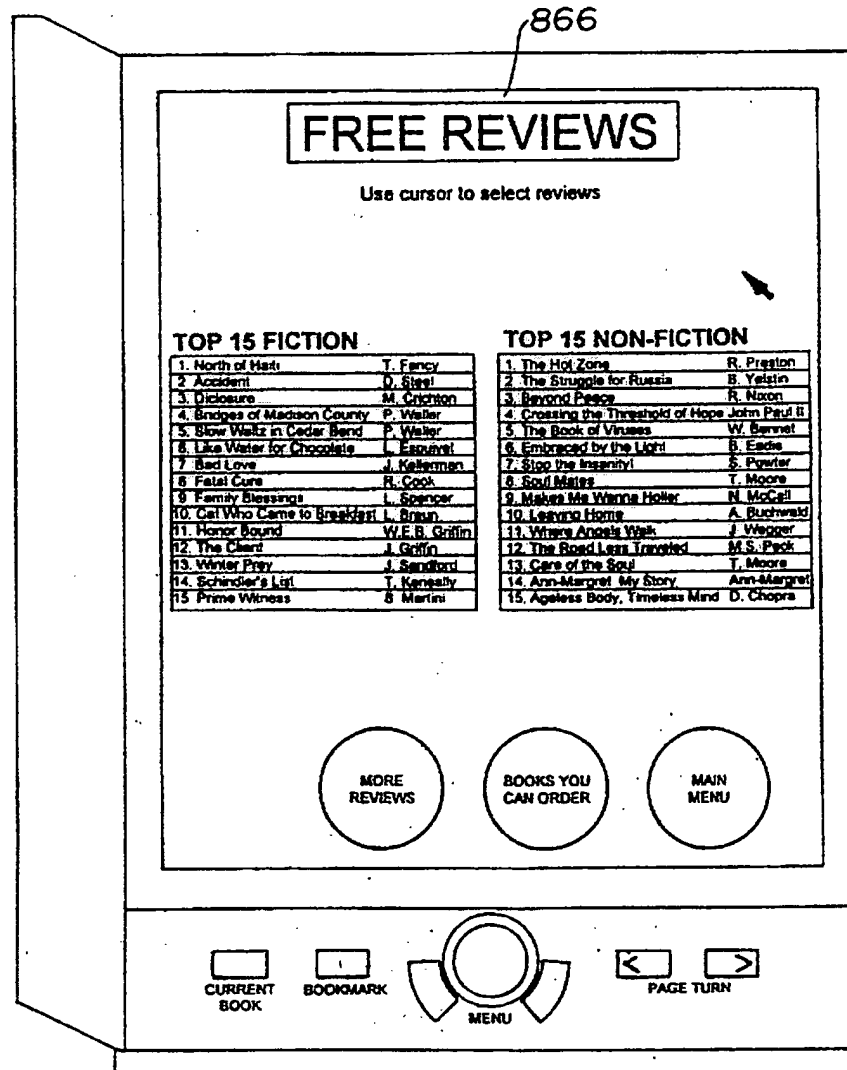 866
FREE REVIEWS
Use cursor to select reviews
TOP 15 FICTION
1. North of Haiti T. Fancy
2 Accident D. Steel
3. Diclosure M. Crichton
4. Bridges of Madison County P. Waller
5. Slow Waltz in Cedar Bend P. Waller
6. Like Water for Chocolate L. Esquivel
7. Bad Love J. Kellerman
8 Fatal Cure R. Cook
9 Family Blessings L. Spencer
10. Cat Who Came to Breakfast L. Braun
11. Honor Bound W.E.B. Griffin
12. The Client J. Griffin
13. Winter Prey J. Sandford
14. Schindler's List T. Keneally
15 Prime Witness S Martini
TOP 15 NON-FICTION
1. The Hot Zone R. Preston
2 The Struggle for Russia B. Yelstin
3. Beyond Peace R. Nixon
4. Crossing the Threshold of Hope John Paul II
5. The Book of Viruses W. Bennet
6. Embraced by the Light B. Eadie
7. Stop the Insanity! S. Powter
8. Soul Mates T. Moore
9. Makes Me Wanna Holler N. McCall
10. Leaving Home A. Buchwald
11. Where Angels Walk J. Wegger
12. The Road Less Traveled M.S. Peck
13. Care of the Soul T. Moore
14. Ann-Margret My Story Ann-Margret
15. Ageless Body, Timeless Mind D. Chopra
MORE REVIEWS
BOOKS YOU CAN ORDER
MAIN MENU
CURRENT BOOK
BOOKMARK
MENU
< >
PAGE TURN